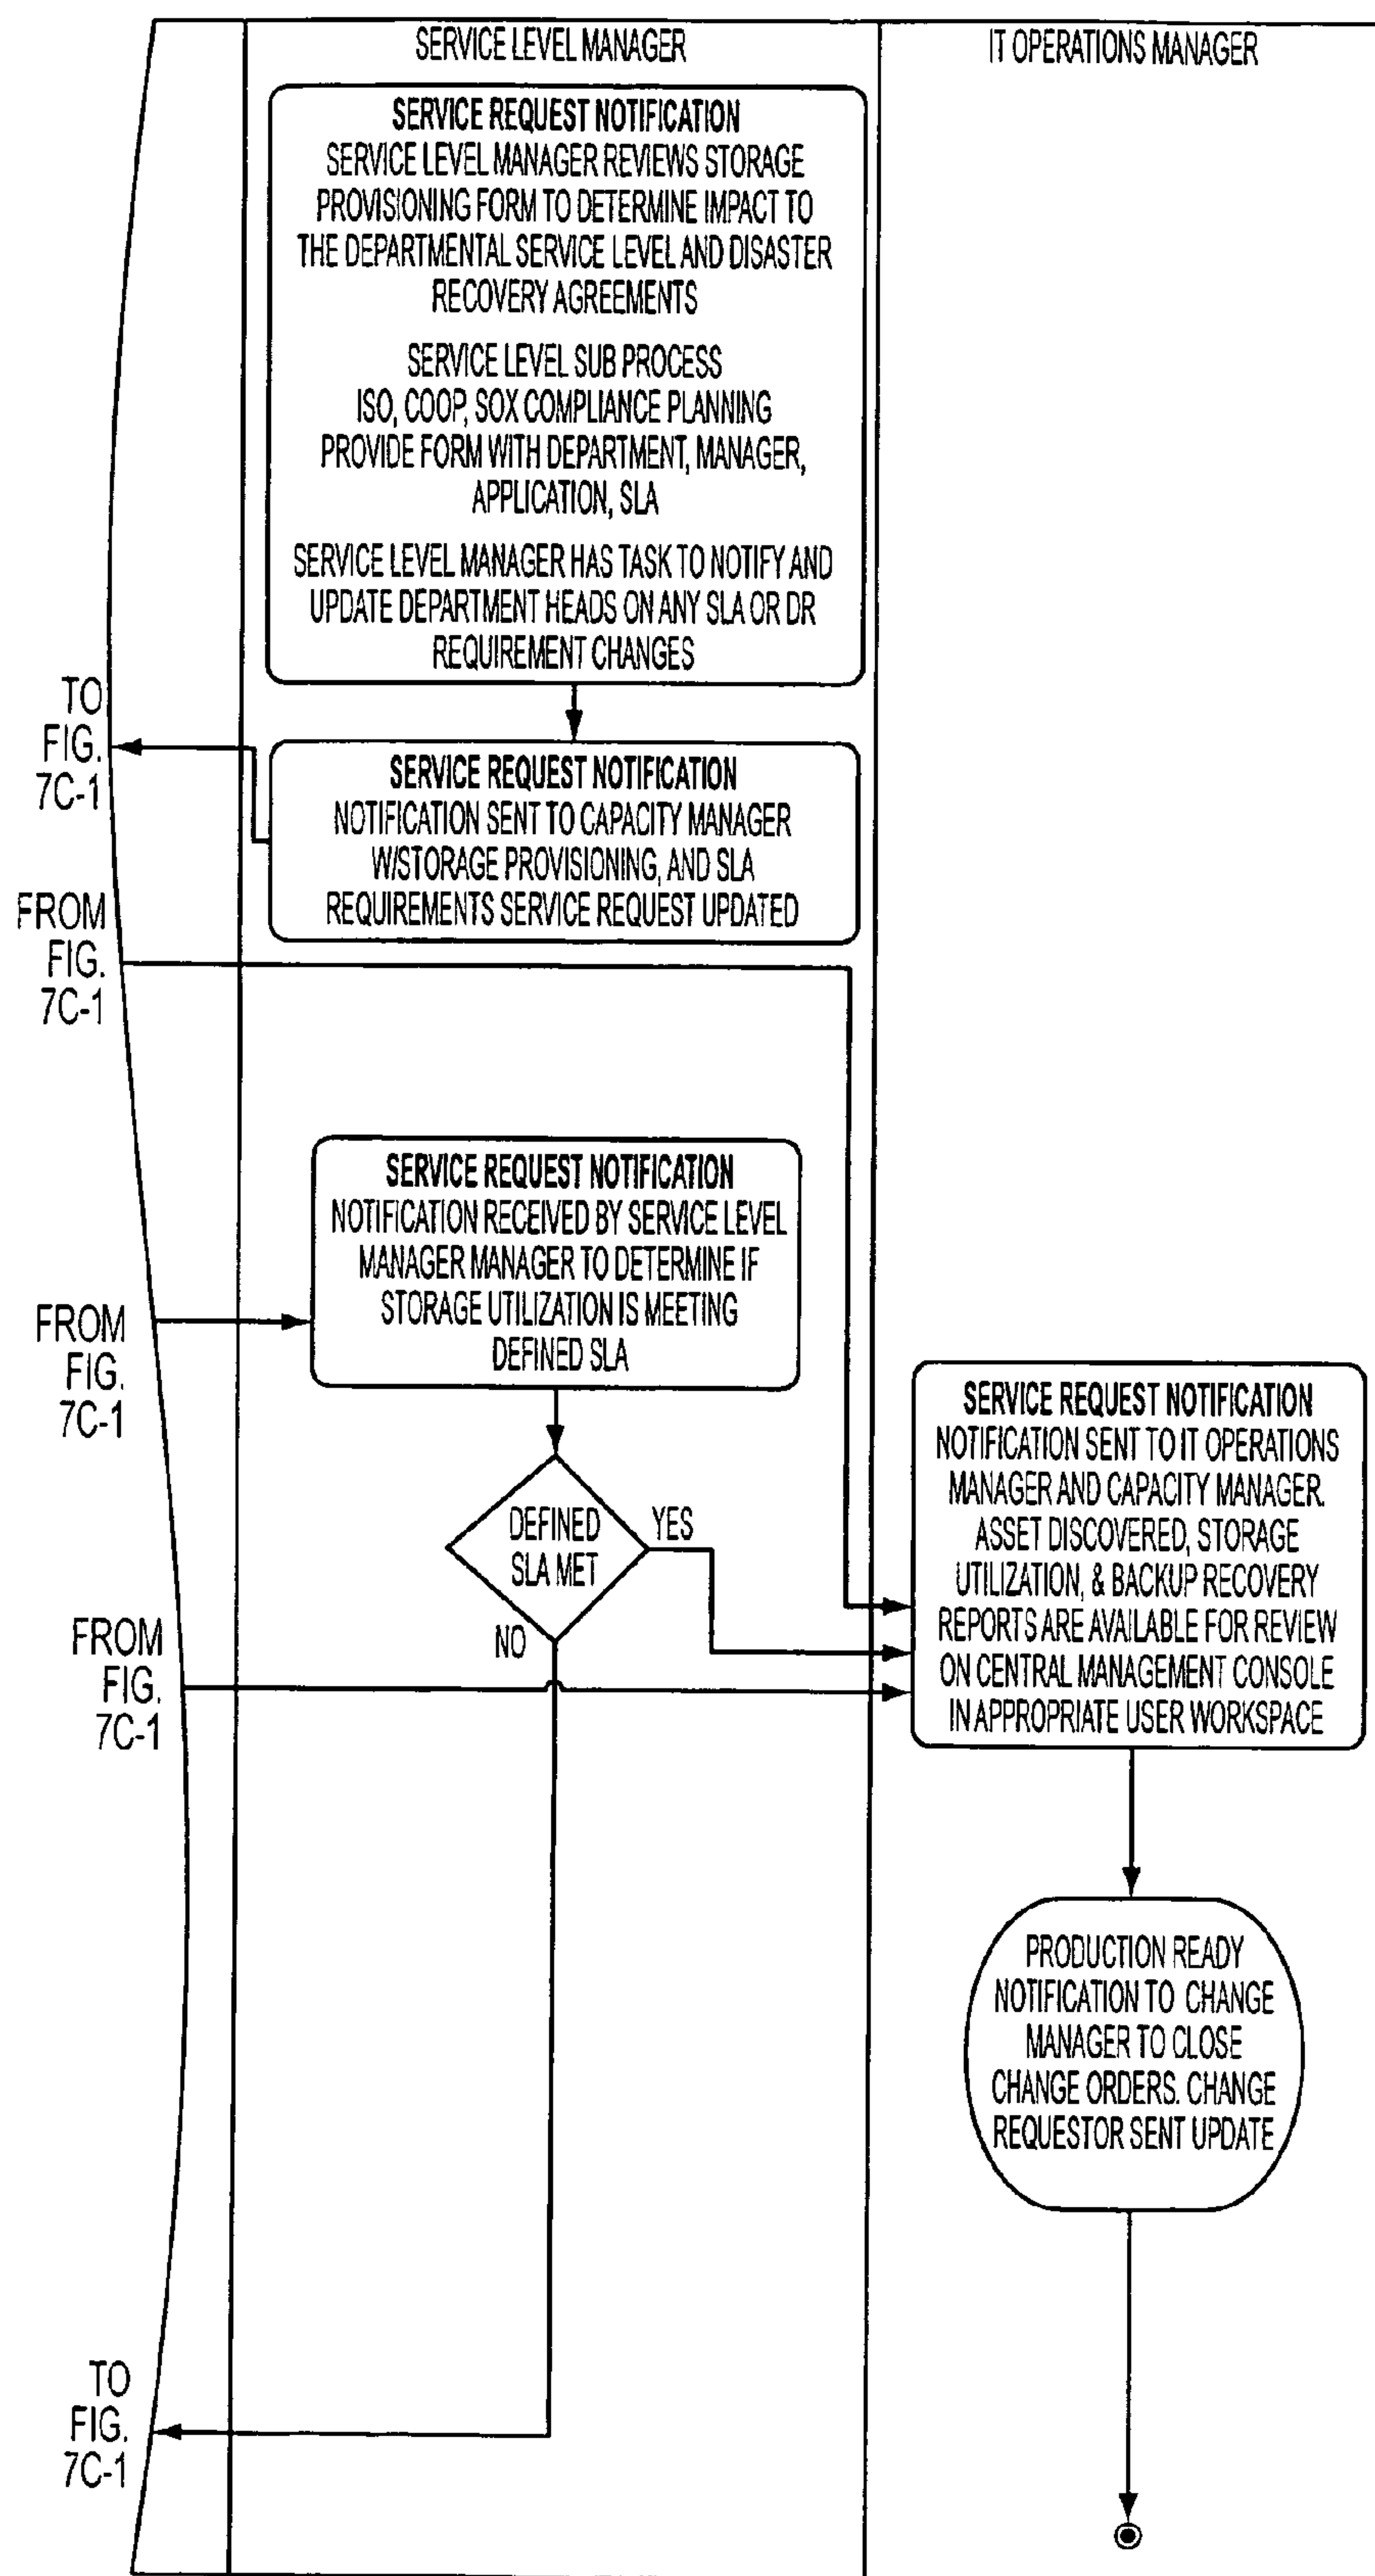 SERVICE LEVEL MANAGER
IT OPERATIONS MANAGER
SERVICE REQUEST NOTIFICATION
SERVICE LEVEL MANAGER REVIEWS STORAGE
PROVISIONING FORM TO DETERMINE IMPACT TO
THE DEPARTMENTAL SERVICE LEVEL AND DISASTER
RECOVERY AGREEMENTS
SERVICE LEVEL SUB PROCESS
ISO, COOP, SOX COMPLIANCE PLANNING
PROVIDE FORM WITH DEPARTMENT, MANAGER,
APPLICATION, SLA
SERVICE LEVEL MANAGER HAS TASK TO NOTIFY AND
UPDATE DEPARTMENT HEADS ON ANY SLA OR DR
REQUIREMENT CHANGES
TO
FIG.
7C-1
SERVICE REQUEST NOTIFICATION
NOTIFICATION SENT TO CAPACITY MANAGER
W/STORAGE PROVISIONING, AND SLA
REQUIREMENTS SERVICE REQUEST UPDATED
FROM
FIG.
7C-1
SERVICE REQUEST NOTIFICATION
NOTIFICATION RECEIVED BY SERVICE LEVEL
MANAGER MANAGER TO DETERMINE IF
STORAGE UTILIZATION IS MEETING
DEFINED SLA
FROM
FIG.
7C-1
DEFINED
SLA MET
YES
NO
SERVICE REQUEST NOTIFICATION
NOTIFICATION SENT TO IT OPERATIONS
MANAGER AND CAPACITY MANAGER.
ASSET DISCOVERED, STORAGE
UTILIZATION, & BACKUP RECOVERY
REPORTS ARE AVAILABLE FOR REVIEW
ON CENTRAL MANAGEMENT CONSOLE
IN APPROPRIATE USER WORKSPACE
FROM
FIG.
7C-1
PRODUCTION READY
NOTIFICATION TO CHANGE
MANAGER TO CLOSE
CHANGE ORDERS. CHANGE
REQUESTOR SENT UPDATE
TO
FIG.
7C-1